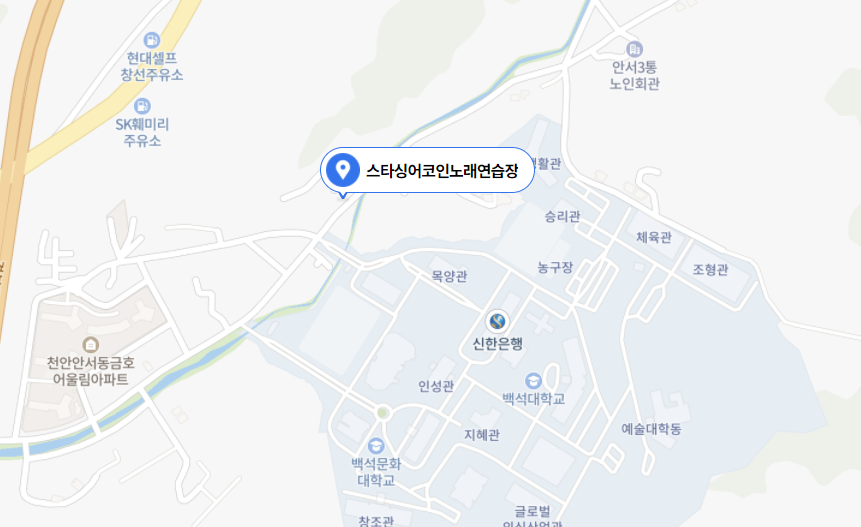 현대셀프
창선주유소
SK훼미리
주유소
안서3통
노인회관
스타싱어코인노래연습장
활관
승리관
체육관
농구장
조형관
목양관
신한은행
천안안서동금호
어울림아파트
인성관
백석대학교
예술대학동
지혜관
백석문화
대학교
글로벌
창조관